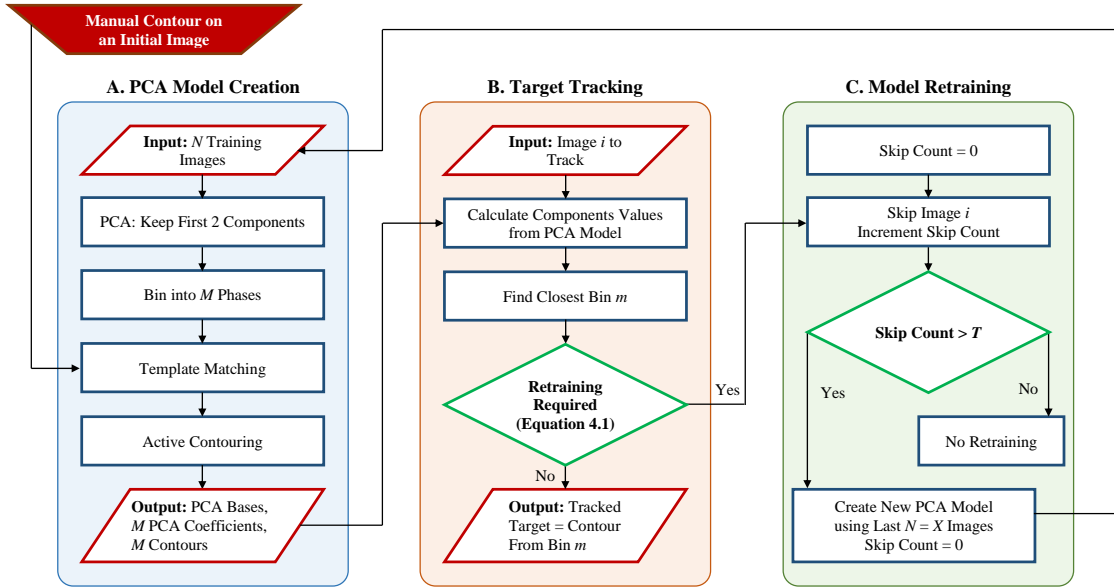 Manual Contour on
an Initial Image
A. PCA Model Creation
Input: N Training
Images
PCA: Keep First 2 Components
Bin into M Phases
Template Matching
Active Contouring
Output: PCA Bases,
M PCA Coefficients,
M Contours
B. Target Tracking
Input: Image i to
Track
Calculate Components Values
from PCA Model
Find Closest Bin m
Retraining
Required
(Equation 4.1)
Yes
No
Output: Tracked
Target = Contour
From Bin m
C. Model Retraining
Skip Count = 0
Skip Image i
Increment Skip Count
Skip Count > T
Yes
No
No Retraining
Create New PCA Model
using Last N = X Images
Skip Count = 0